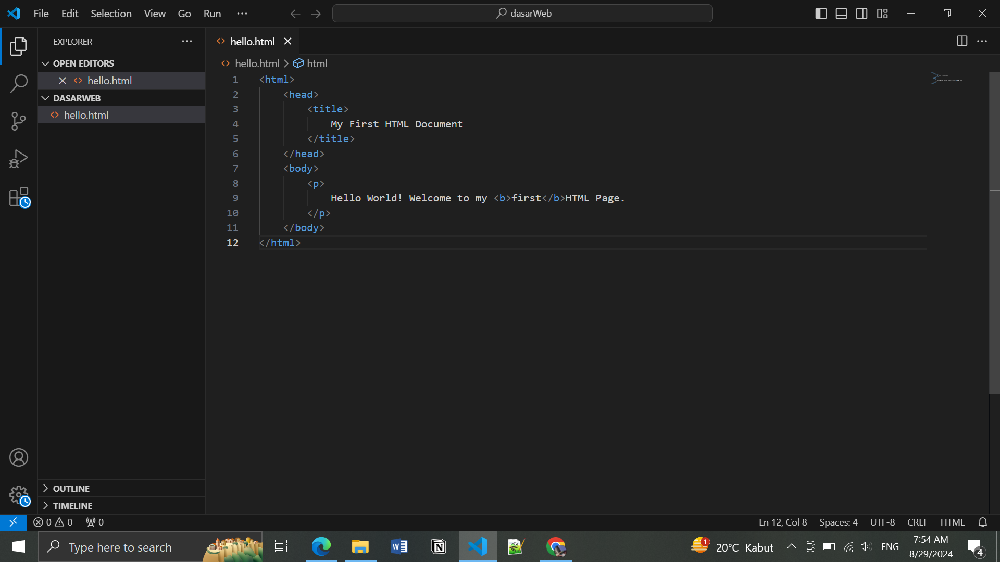 File Edit Selection View Go Run ···
dasarWeb
EXPLORER
hello.html
OPEN EDITORS
hello.html
DASARWEB
hello.html
hello.html > html
1 <html>
2 <head>
3 <title>
4 My First HTML Document
5 </title>
6 </head>
7 <body>
8 <p>
9 Hello World! Welcome to my <b>first</b>HTML Page.
10 </p>
11 </body>
12 </html>
OUTLINE
TIMELINE
0 0 0
Ln 12, Col 8 Spaces: 4 UTF-8 CRLF HTML
Type here to search
1
20°C Kabut
ENG
7:54 AM
8/29/2024
4